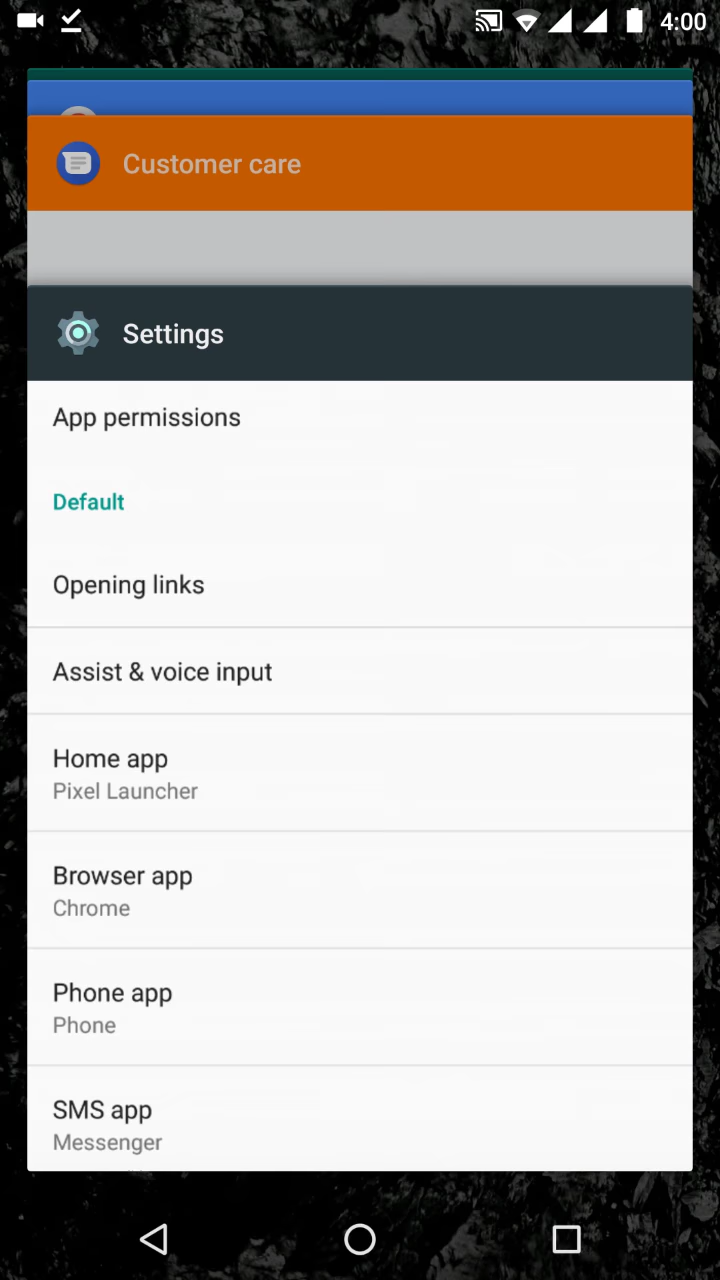 4:00
Customer care
Settings
App permissions
Default
Opening links
Assist & voice input
Home app
Pixel Launcher
Browser app
Chrome
Phone app
Phone
SMS app
Messenger